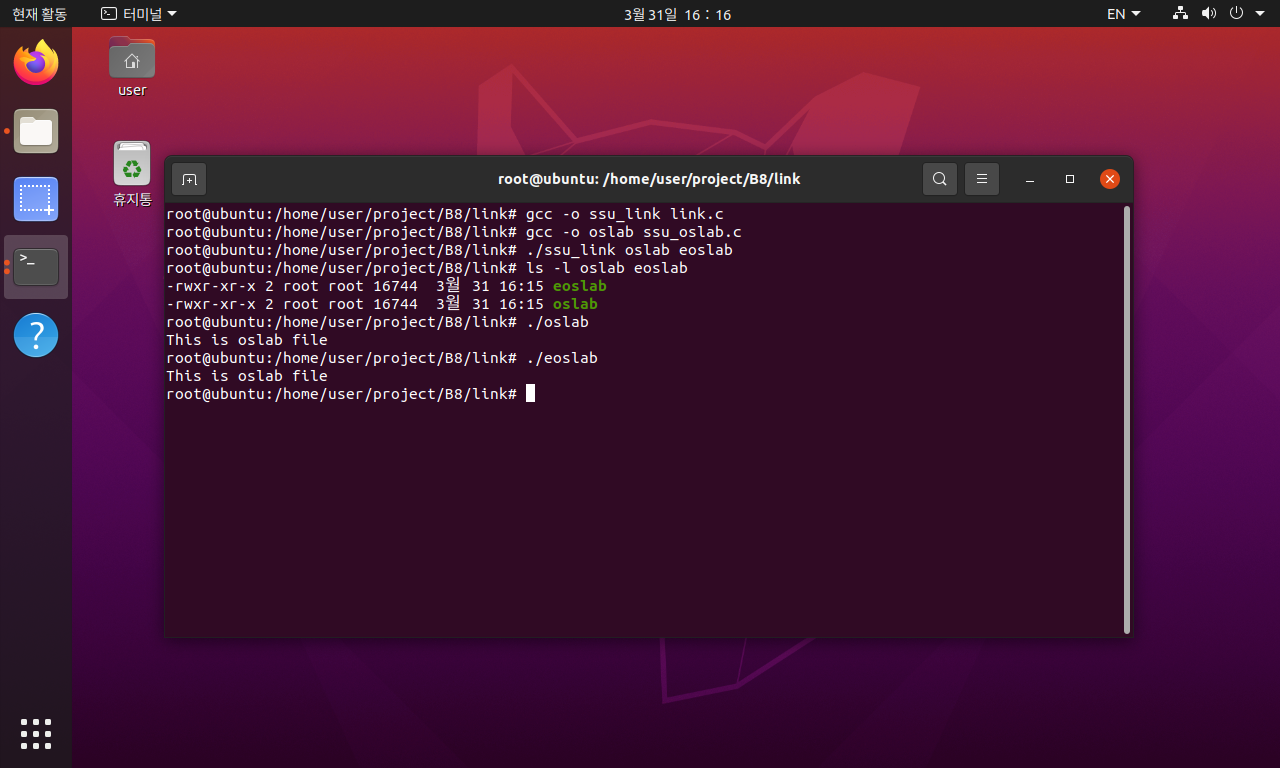 현재 활동 터미널 3월 31일 16 : 16 EN
user
휴지통
root@ubuntu: /home/user/project/B8/link
root@ubuntu:/home/user/project/B8/link# gcc -o ssu_link link.c
root@ubuntu:/home/user/project/B8/link# gcc -o oslab ssu_oslab.c
root@ubuntu:/home/user/project/B8/link# ./ssu_link oslab eoslab
root@ubuntu:/home/user/project/B8/link# ls -l oslab eoslab
-rwxr-xr-x 2 root root 16744  3월  31 16:15 eoslab
-rwxr-xr-x 2 root root 16744  3월  31 16:15 oslab
root@ubuntu:/home/user/project/B8/link# ./oslab
This is oslab file
root@ubuntu:/home/user/project/B8/link# ./eoslab
This is oslab file
root@ubuntu:/home/user/project/B8/link#